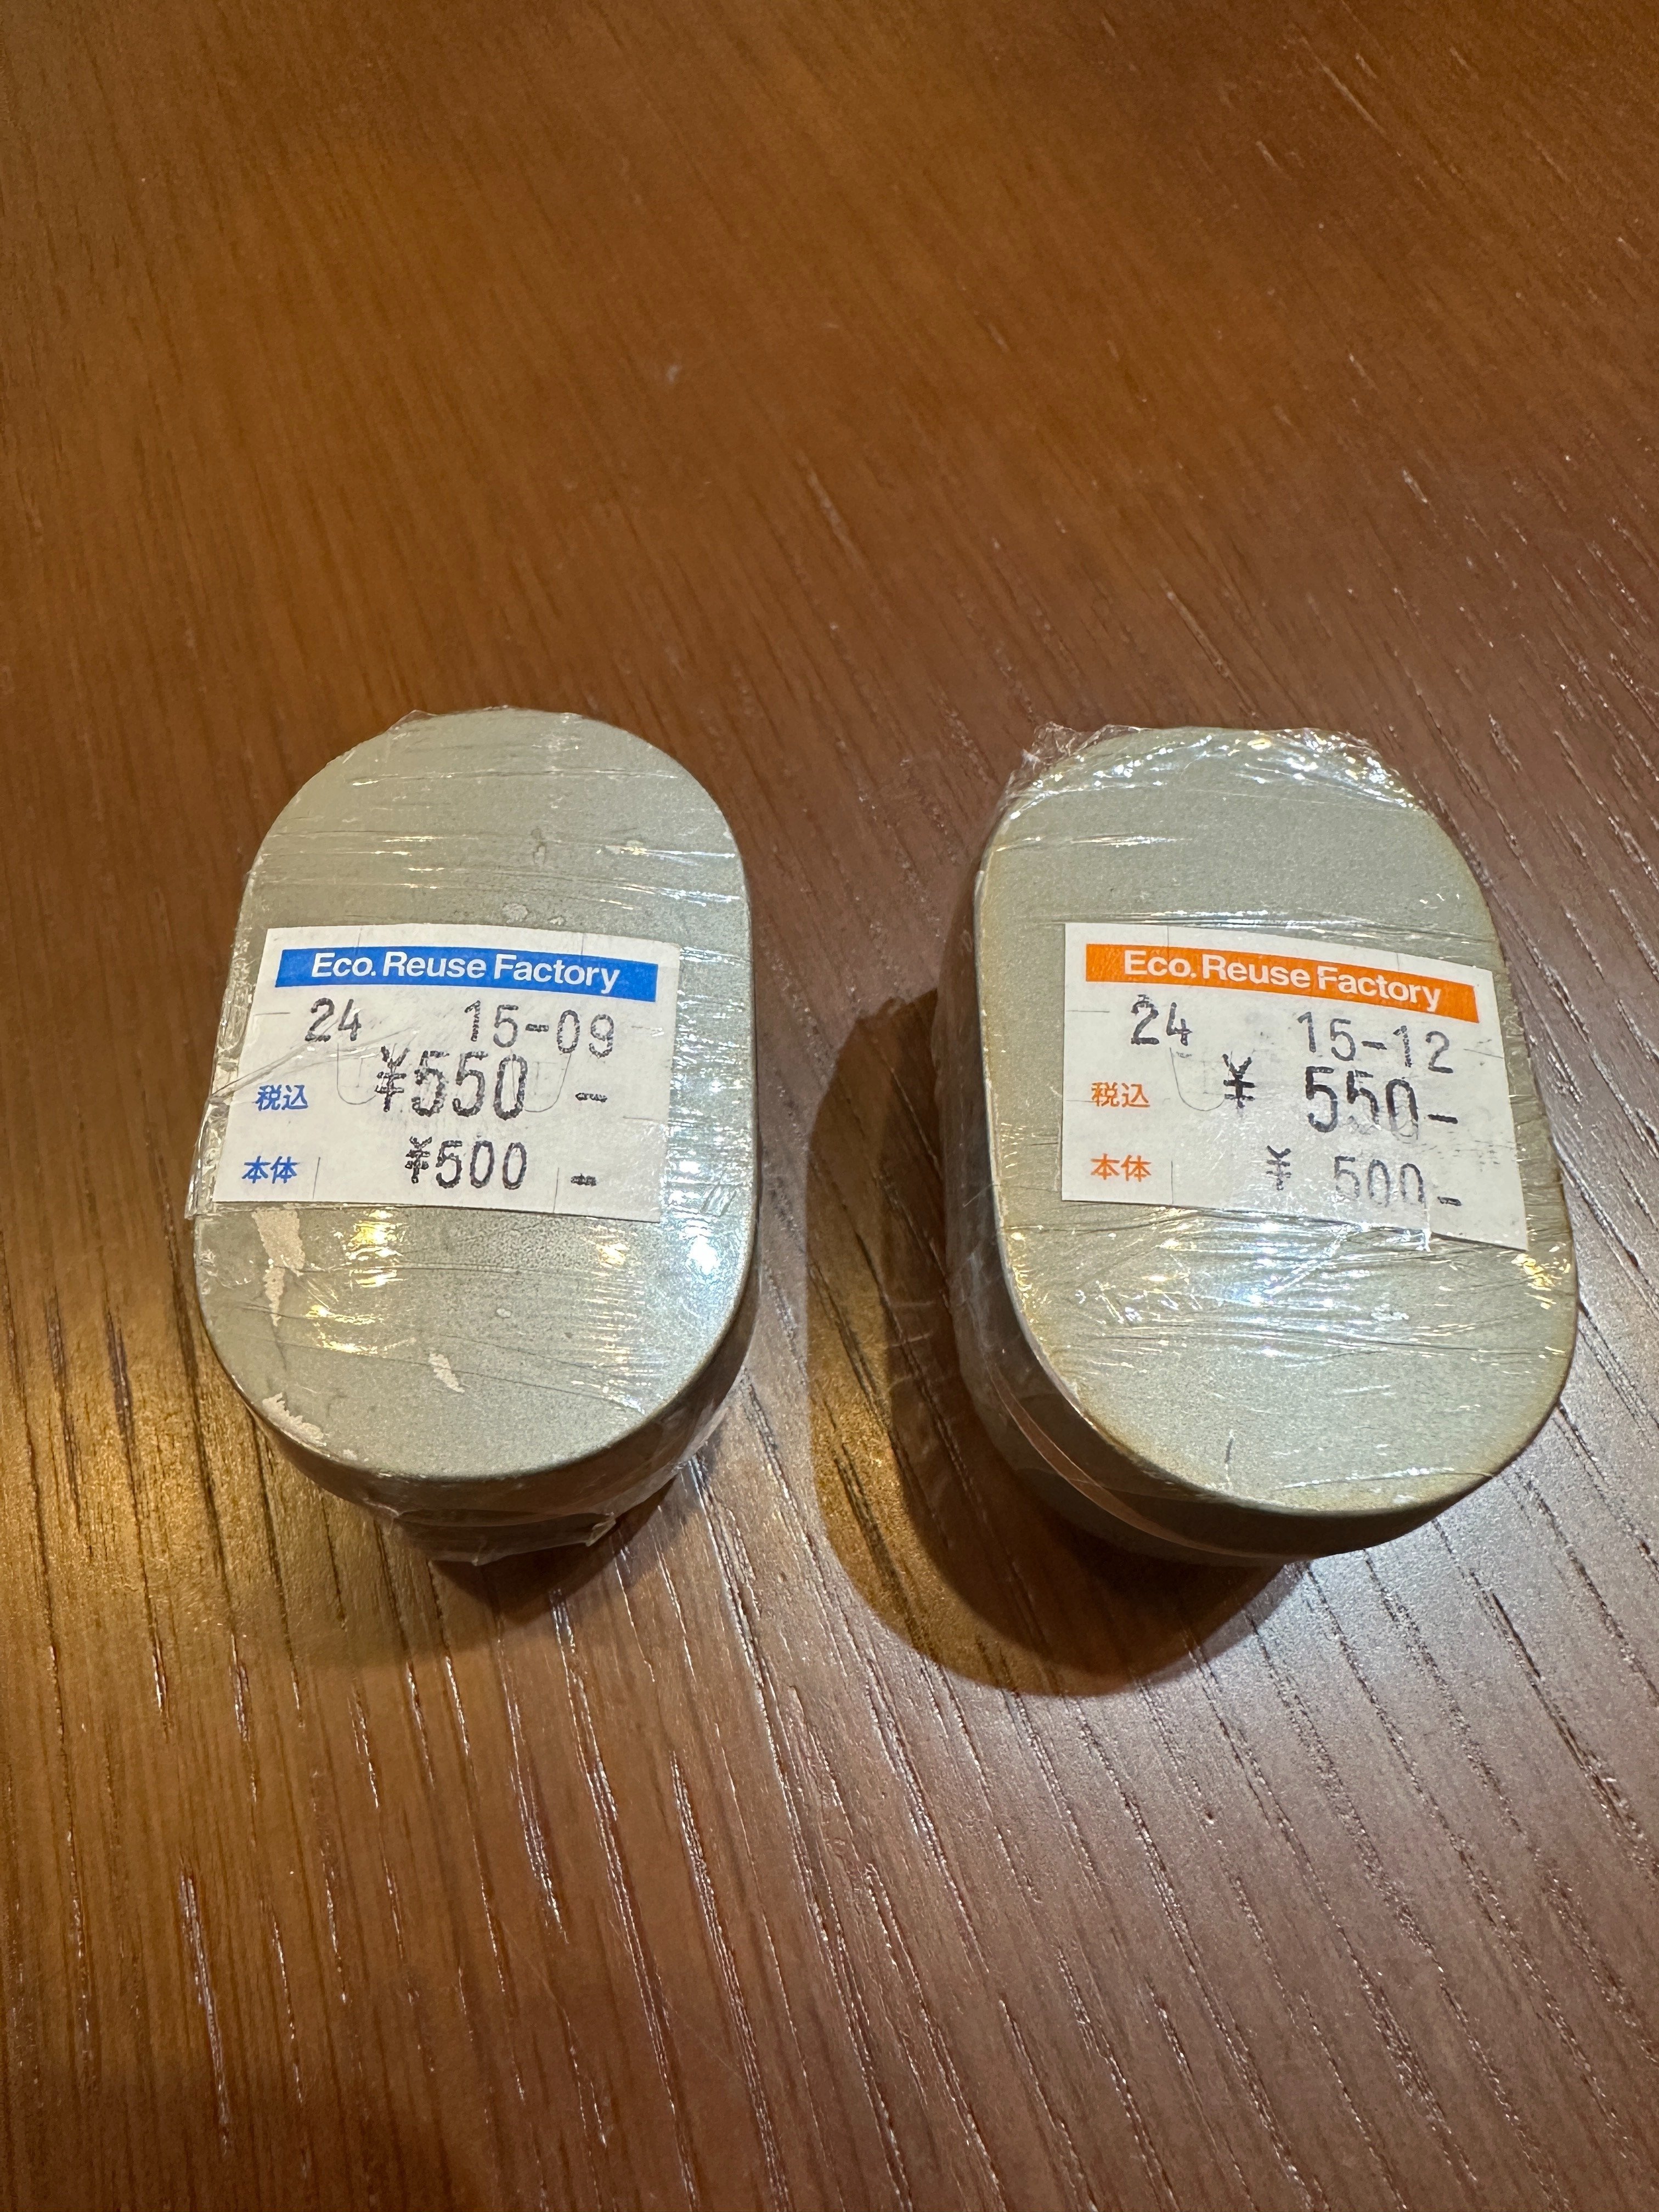 Eco. Reuse Factory
24 15-09
税込 ¥550 -
本体 ¥500 -
Eco. Reuse Factory
24 15-12
税込 ¥ 550-
本体 ¥ 500-